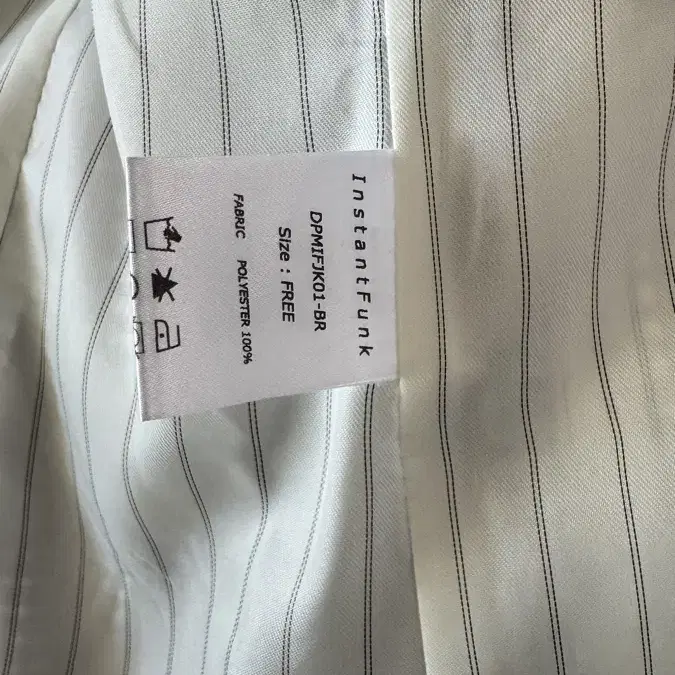 InstantFunk
DPMIFJK01-BR
Size : FREE
FABRIC POLYESTER 100%